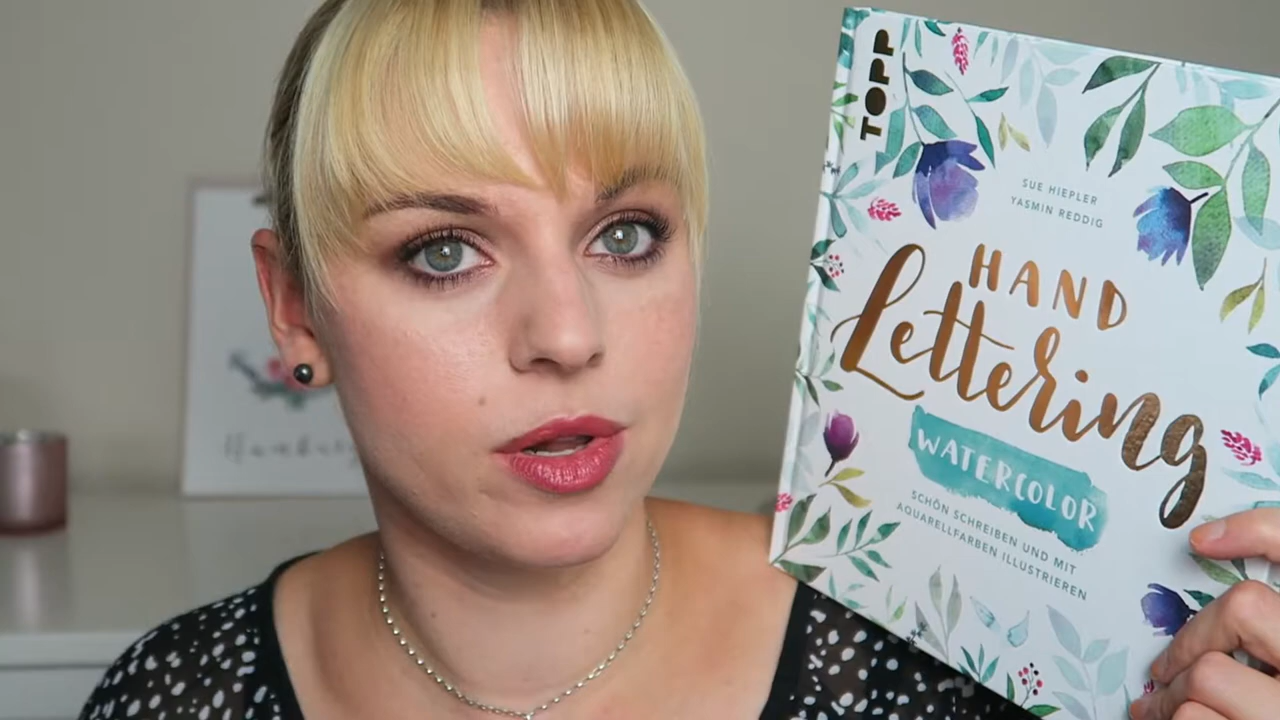 TOPP
SUE HIEPLER
YASMIN REDDIG
HAND
Lettering
WATERCOLOR
SCHÖN SCHREIBEN UND MIT
AQUARELLFARBEN ILLUSTRIEREN